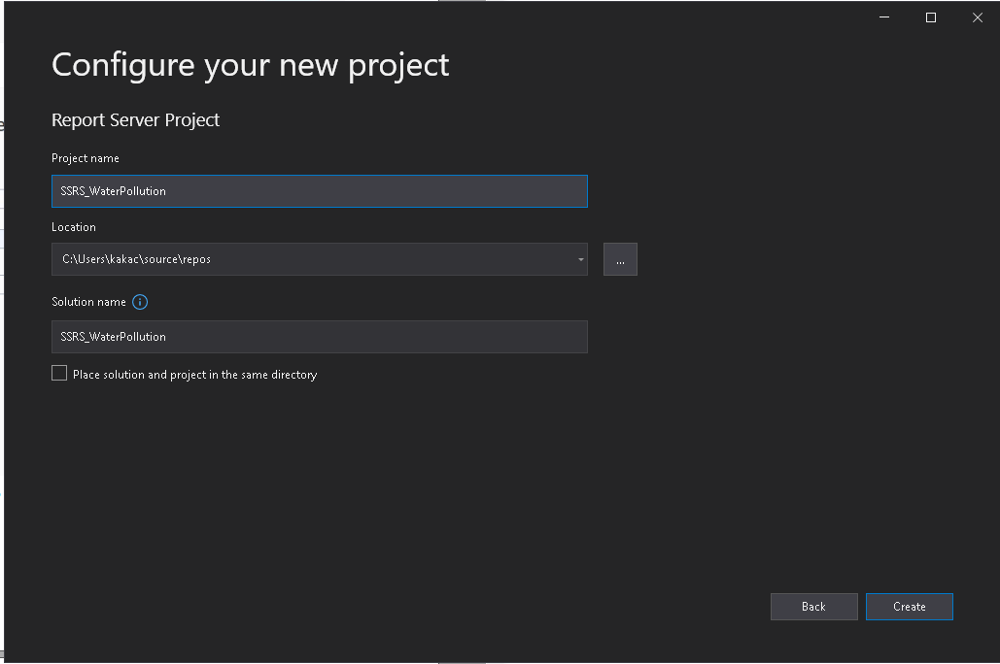 Configure your new project
Report Server Project
Project name
SSRS_WaterPollution
Location
C:\Users\kakac\source\repos
...
Solution name
SSRS_WaterPollution
Place solution and project in the same directory
Back
Create